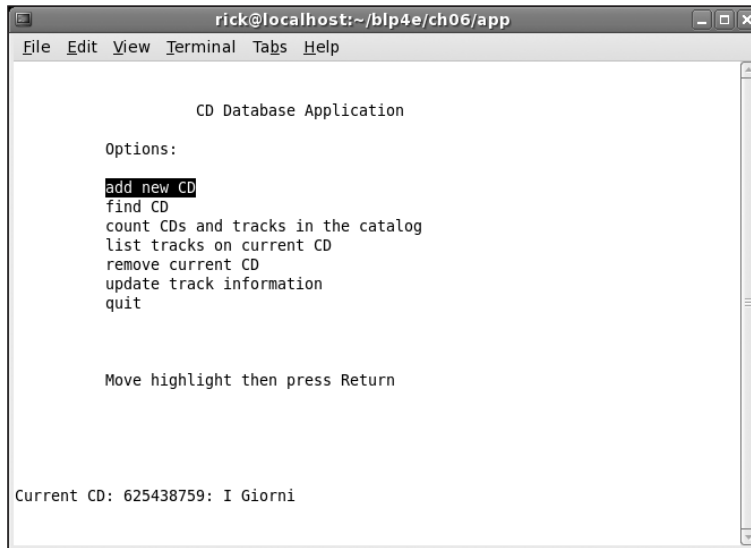 rick@localhost:~/blp4e/ch06/app
File Edit View Terminal Tabs Help
CD Database Application
Options:
add new CD
find CD
count CDs and tracks in the catalog
list tracks on current CD
remove current CD
update track information
quit
Move highlight then press Return
Current CD: 625438759: I Giorni